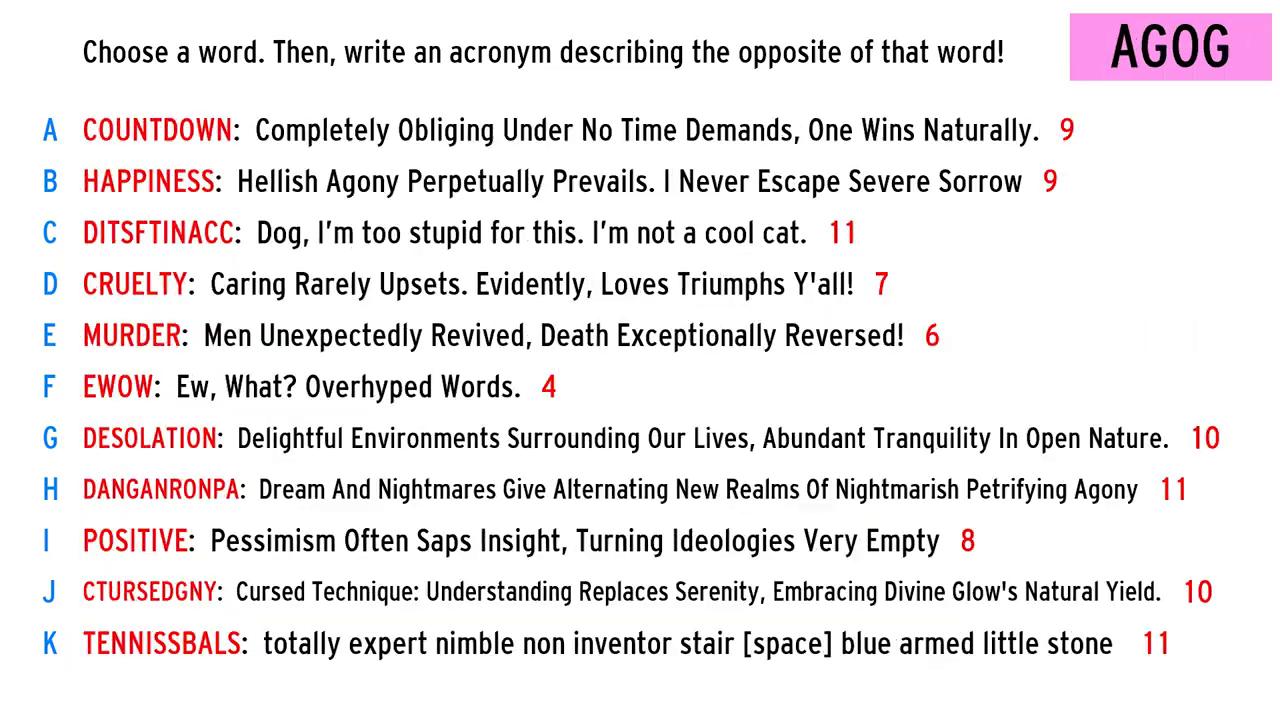 Choose a word. Then, write an acronym describing the opposite of that word!
AGOG
A COUNTDOWN: Completely Obliging Under No Time Demands, One Wins Naturally. 9
B HAPPINESS: Hellish Agony Perpetually Prevails. I Never Escape Severe Sorrow 9
C DITSFTINACC: Dog, I’m too stupid for this. I’m not a cool cat. 11
D CRUELTY: Caring Rarely Upsets. Evidently, Loves Triumphs Y'all! 7
E MURDER: Men Unexpectedly Revived, Death Exceptionally Reversed! 6
F EWOW: Ew, What? Overhyped Words. 4
G DESOLATION: Delightful Environments Surrounding Our Lives, Abundant Tranquility In Open Nature. 10
H DANGANRONPA: Dream And Nightmares Give Alternating New Realms Of Nightmarish Petrifying Agony 11
I POSITIVE: Pessimism Often Saps Insight, Turning Ideologies Very Empty 8
J CTURSEDGNY: Cursed Technique: Understanding Replaces Serenity, Embracing Divine Glow's Natural Yield. 10
K TENNISSBALS: totally expert nimble non inventor stair [space] blue armed little stone 11